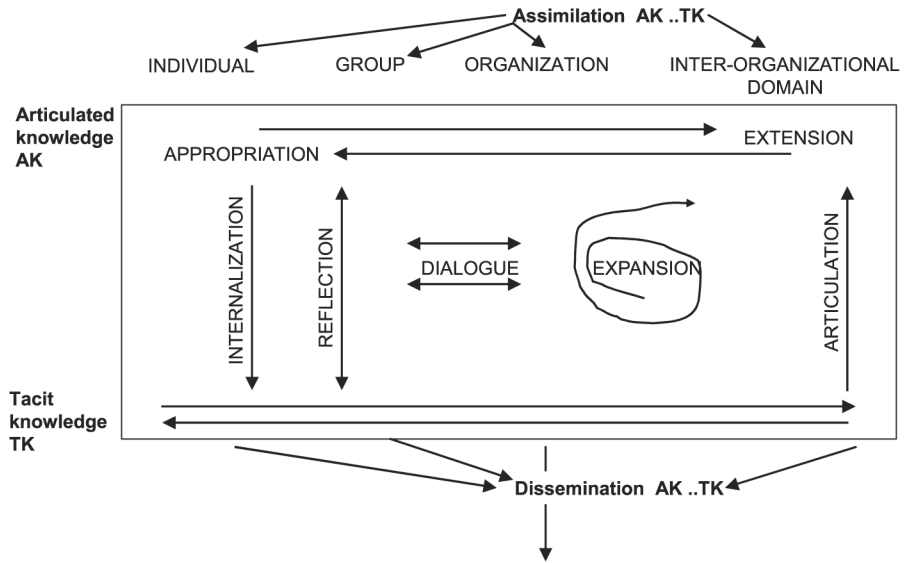 Assimilation AK ..TK
INDIVIDUAL GROUP ORGANIZATION INTER-ORGANIZATIONAL
DOMAIN
Articulated
knowledge
AK
EXTENSION
APPROPRIATION
INTERNALIZATION
REFLECTION
DIALOGUE
EXPANSION
ARTICULATION
Tacit
knowledge
TK
Dissemination AK ..TK